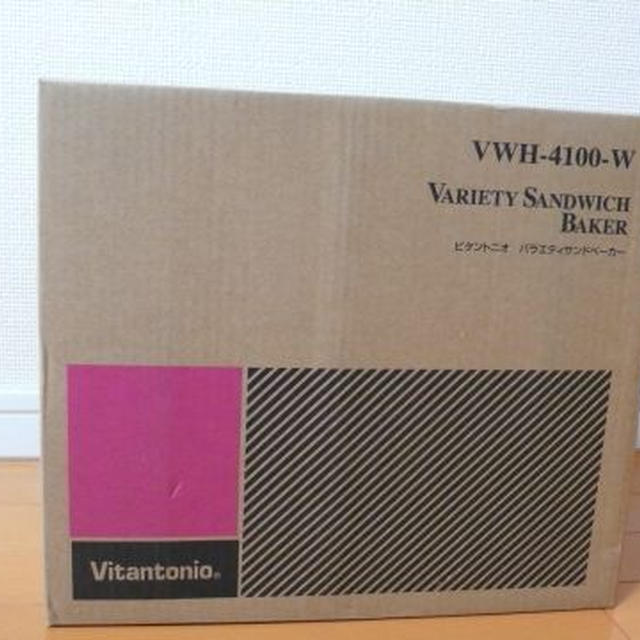 VWH-4100-W
VARIETY SANDWICH
BAKER
ビタントニオ バラエティサンドベーカー
Vitantonio®